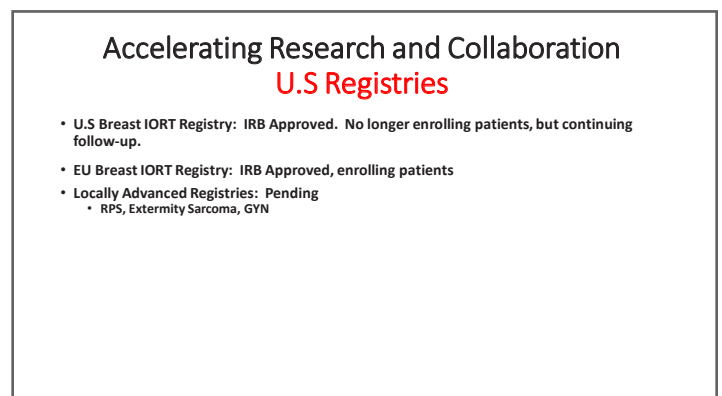 Accelerating Research and Collaboration
U.S Registries
• U.S Breast IORT Registry: IRB Approved. No longer enrolling patients, but continuing
follow-up.
• EU Breast IORT Registry: IRB Approved, enrolling patients
• Locally Advanced Registries: Pending
• RPS, Extermity Sarcoma, GYN